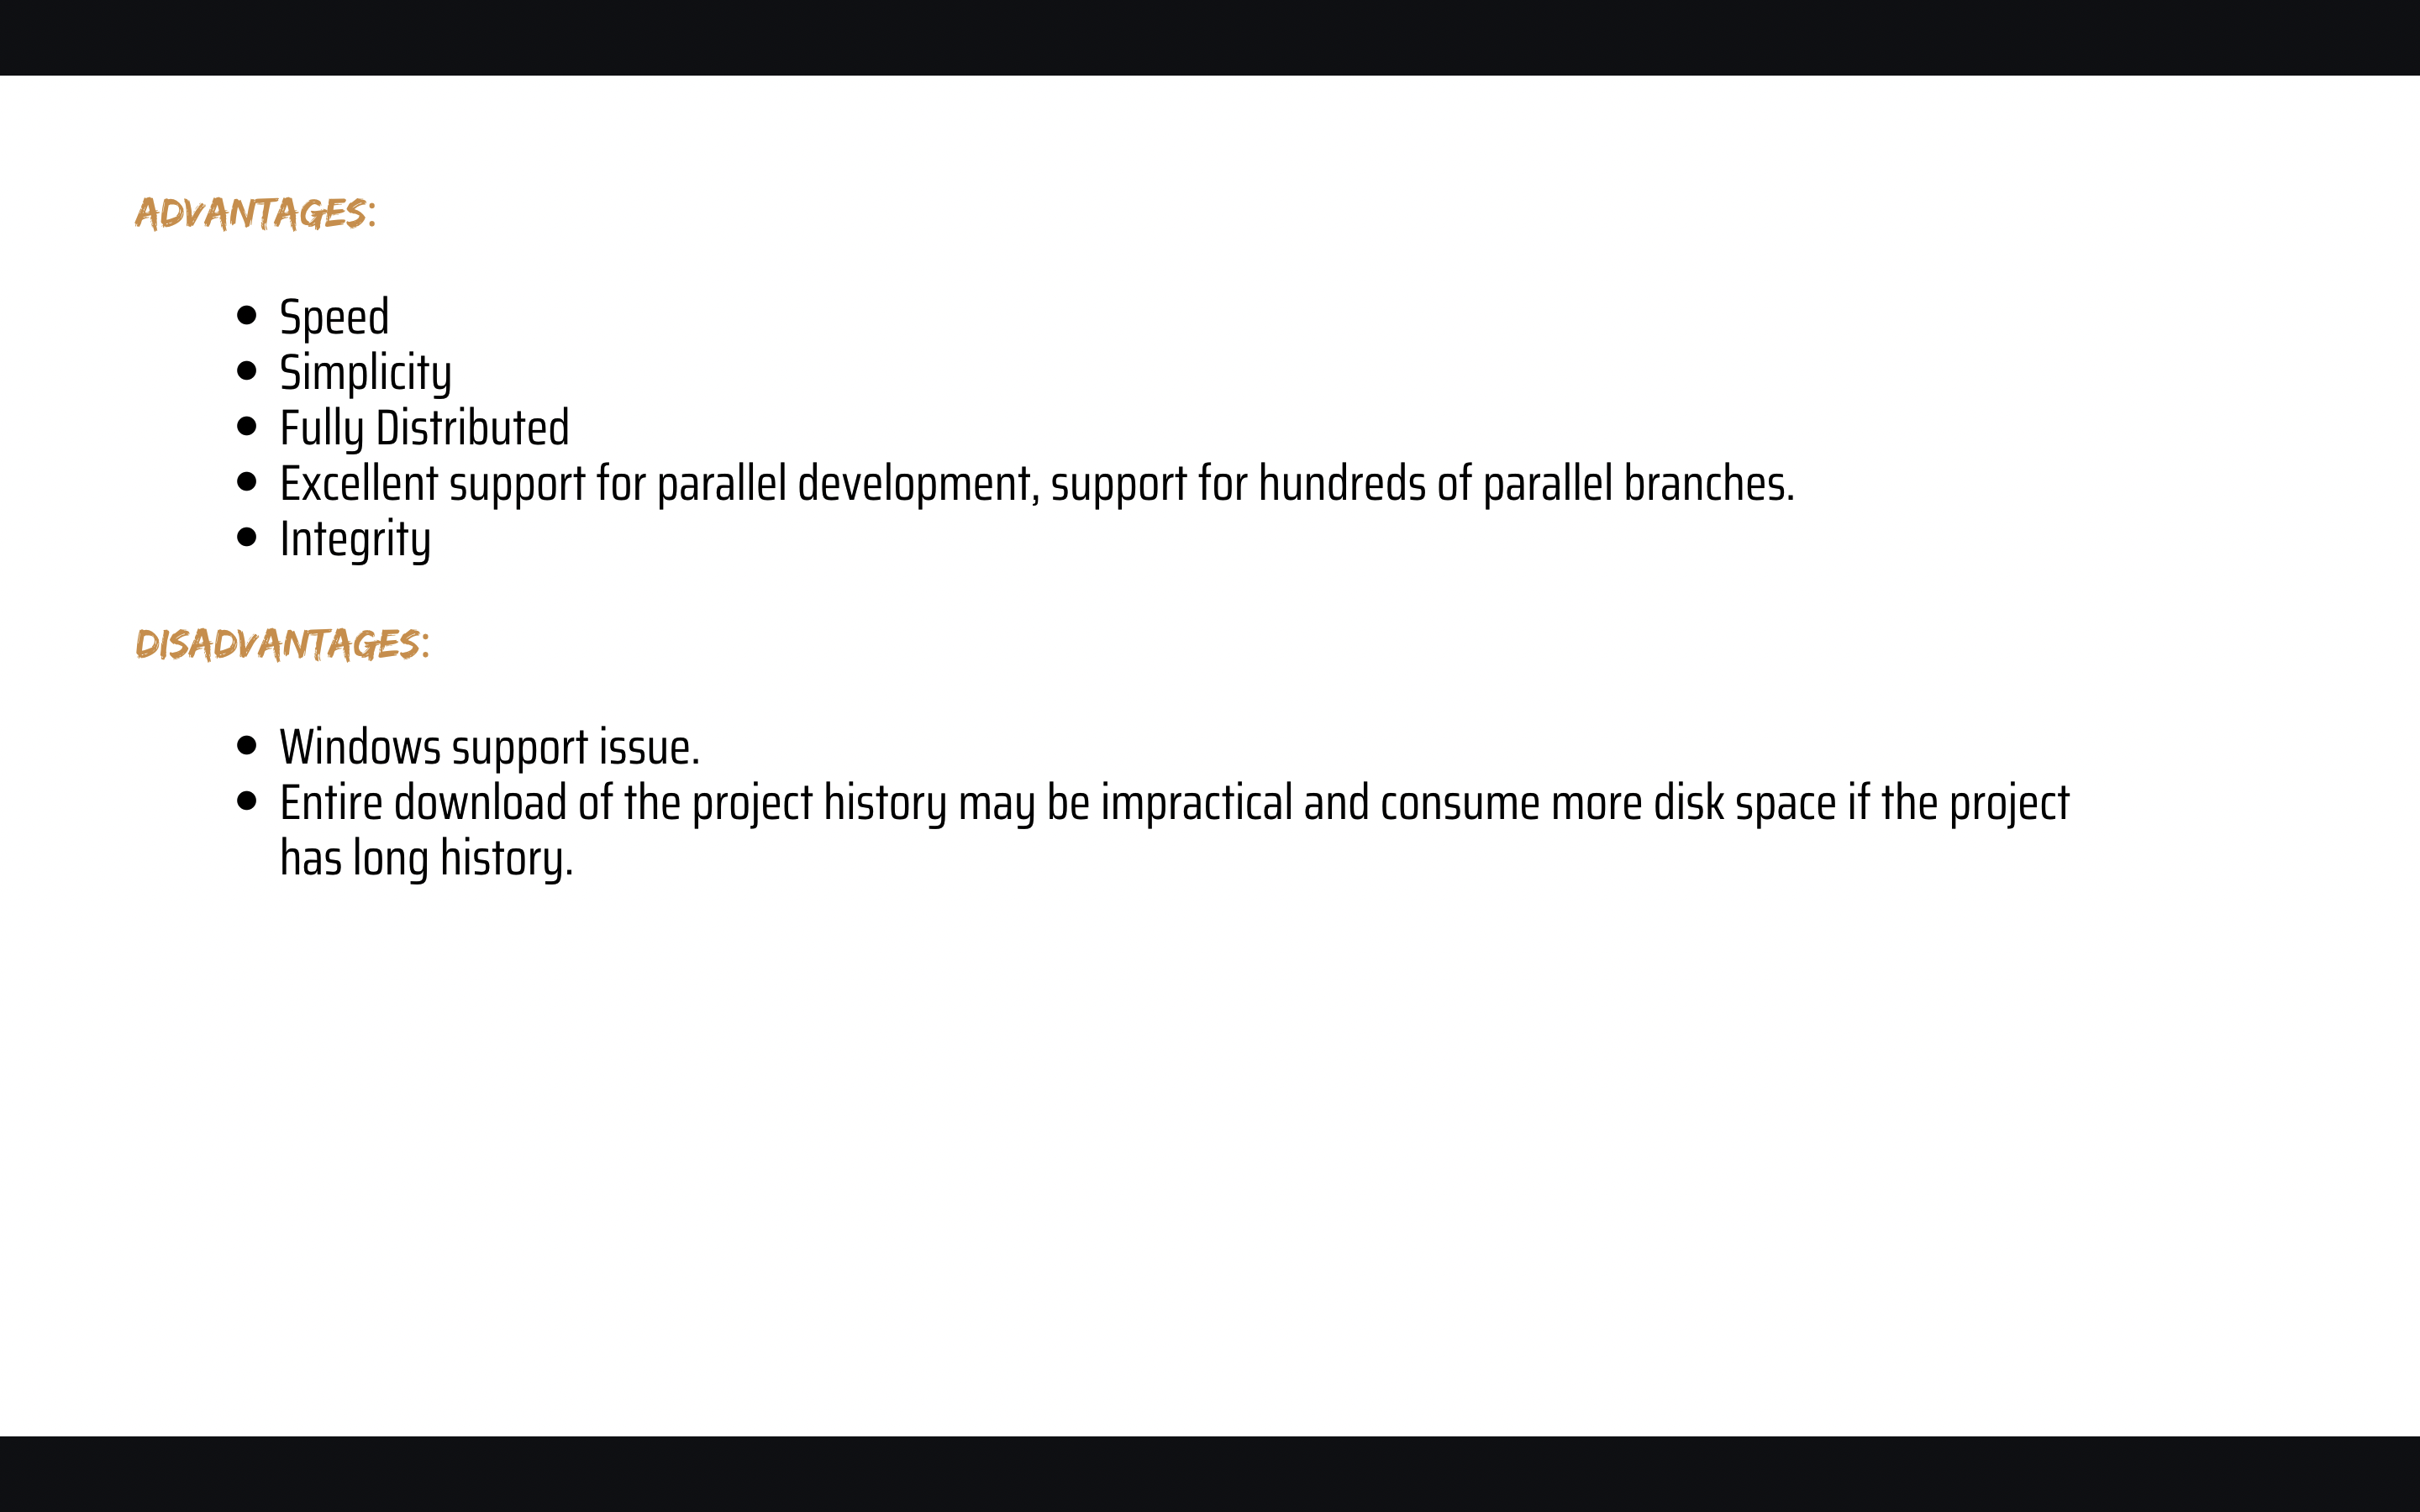 ADVANTAGES:
● Speed
● Simplicity
● Fully Distributed
● Excellent support for parallel development, support for hundreds of parallel branches.
● Integrity
DISADVANTAGES:
● Windows support issue.
● Entire download of the project history may be impractical and consume more disk space if the project
has long history.